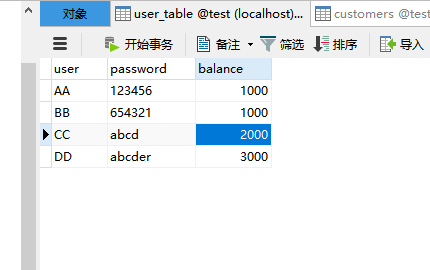 对象 user_table @test (localhost)... customers @test
开始事务 备注 筛选 排序 导入
user password balance
AA 123456 1000
BB 654321 1000
CC abcd 2000
DD abcder 3000